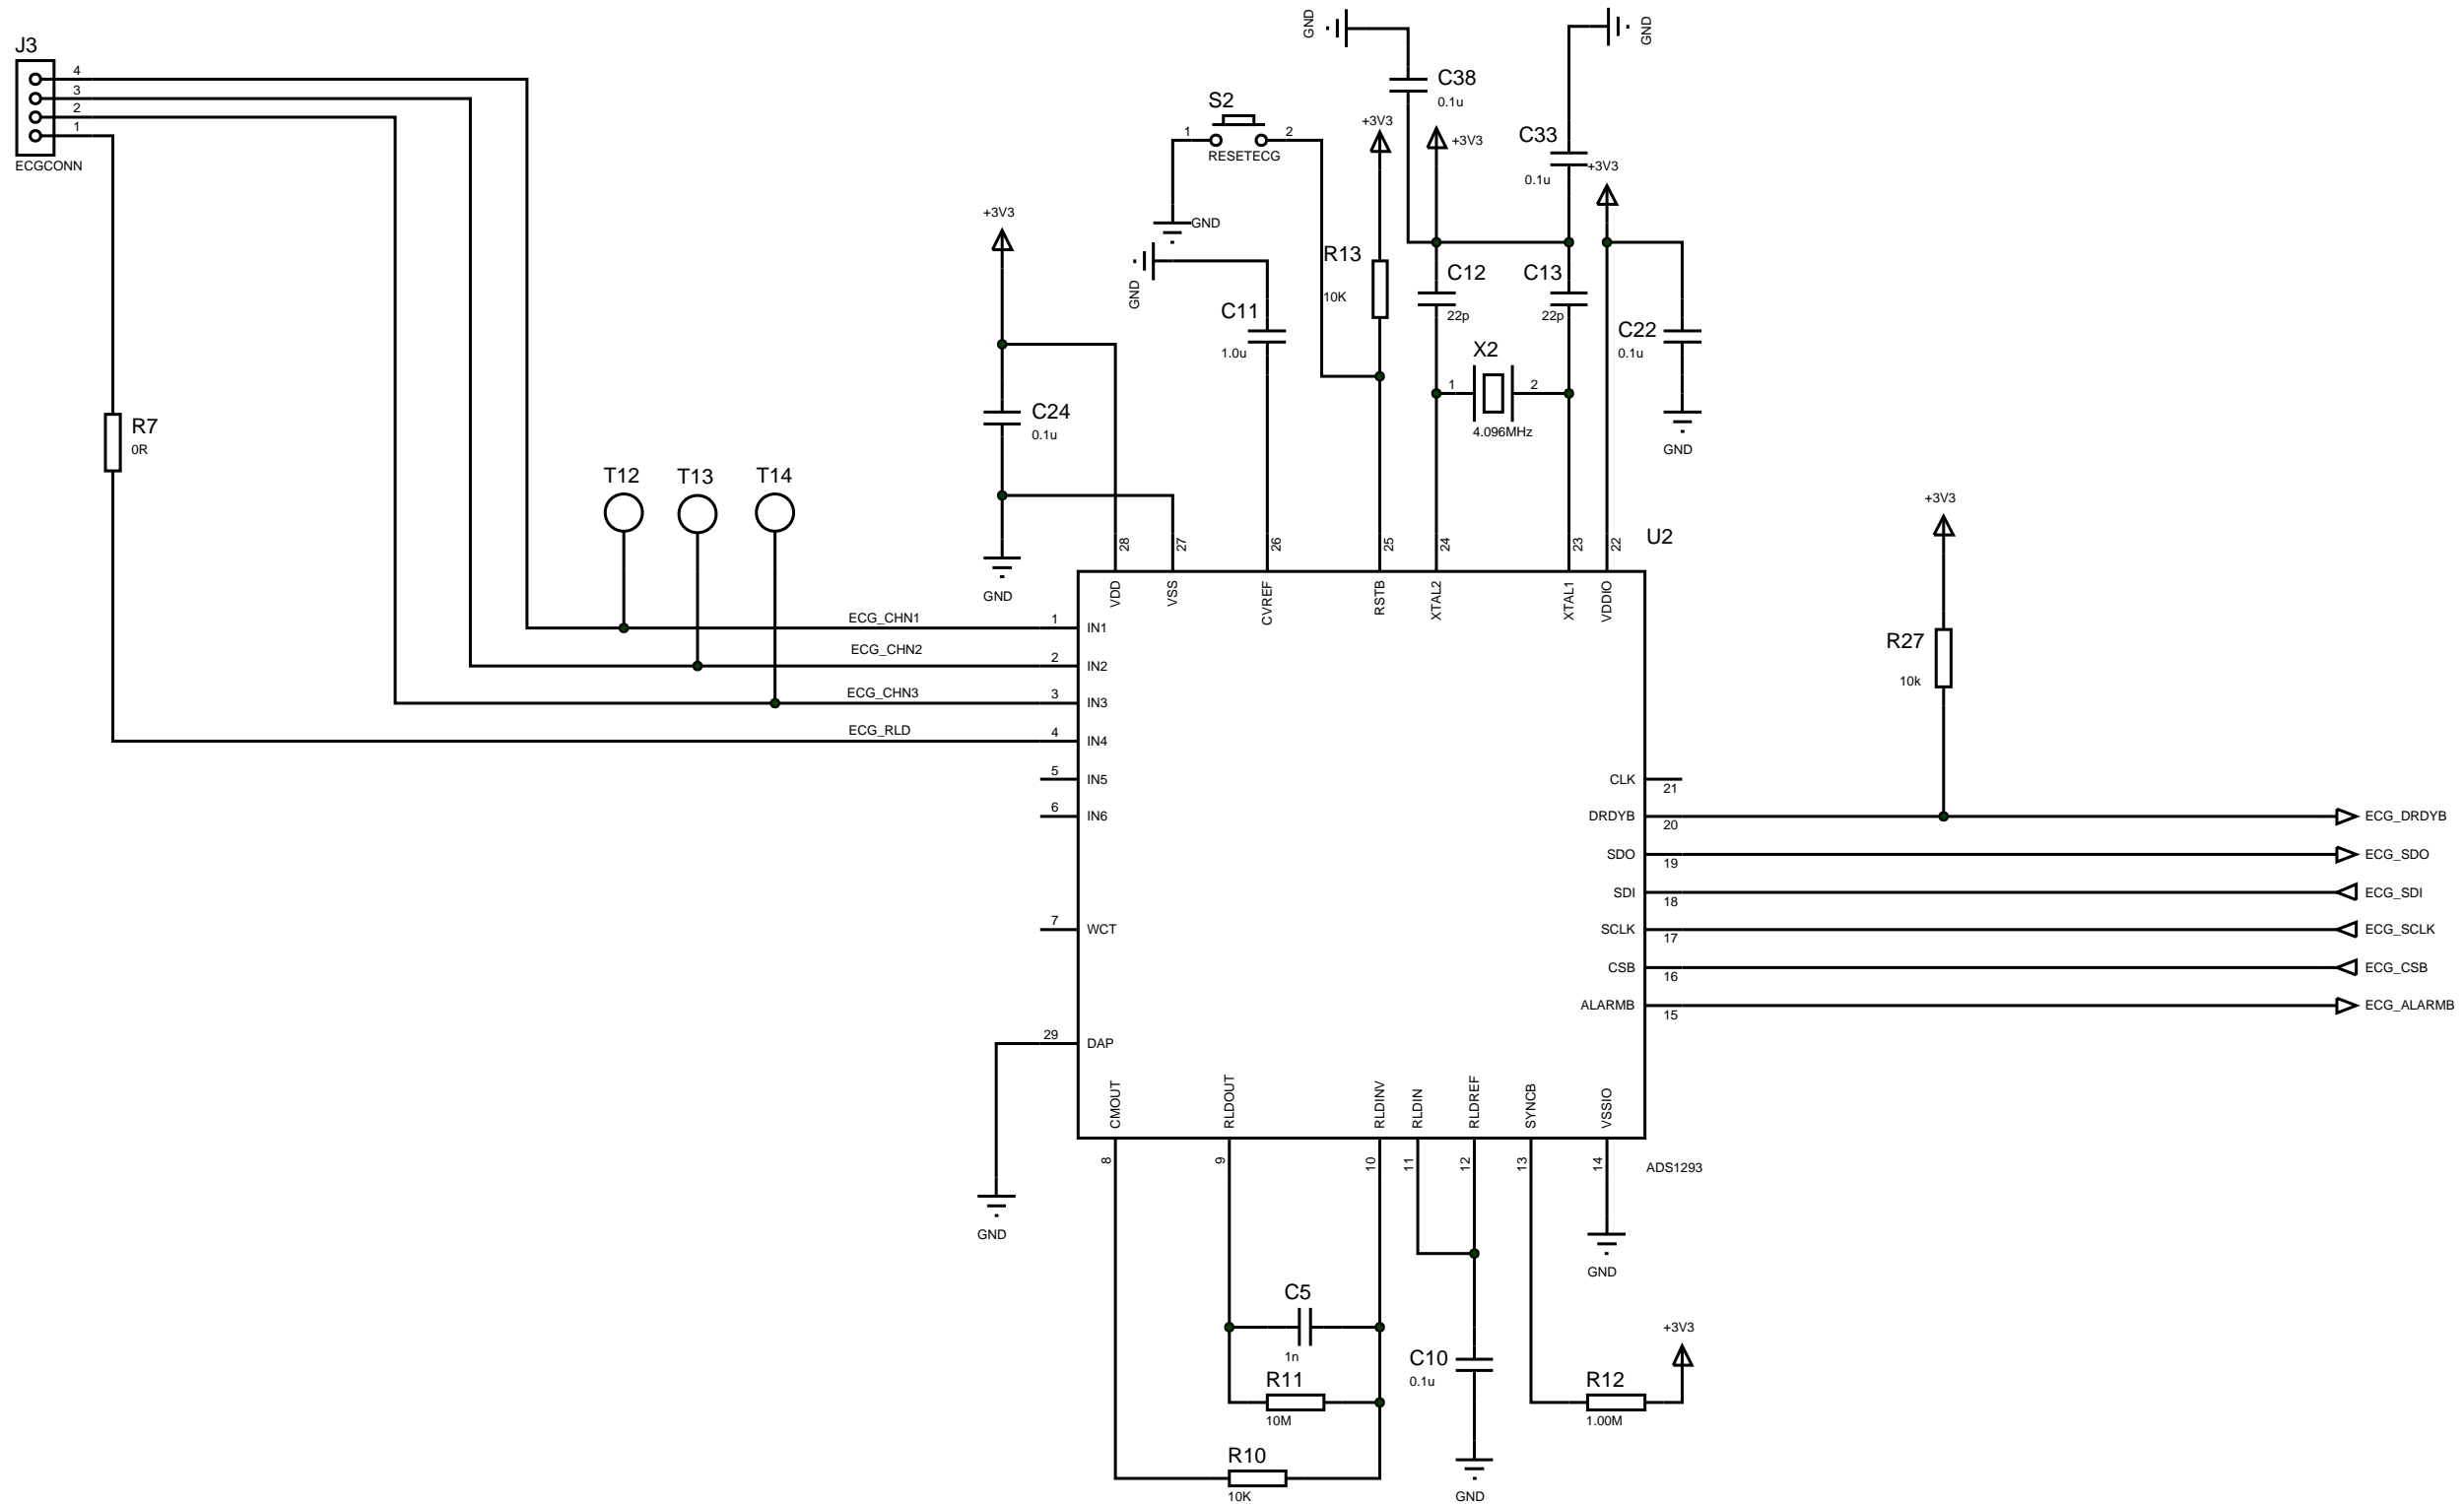 J3
4
3
2
1
ECGCONN
R7
0R
T12
T13
T14
ECG_CHN1
ECG_CHN2
ECG_CHN3
ECG_RLD
+3V3
C24
0.1u
GND
S2
1
2
RESETECG
GND
GND
C11
1.0u
GND
C38
0.1u
+3V3
R13
10K
+3V3
GND
C33
0.1u
+3V3
C12
22p
C13
22p
X2
1
2
4.096MHz
C22
0.1u
GND
U2
28
27
26
25
24
23
22
VDD
VSS
CVREF
RSTB
XTAL2
XTAL1
VDDIO
1
IN1
2
IN2
3
IN3
4
IN4
5
IN5
6
IN6
7
WCT
29
DAP
GND
+3V3
R27
10k
CLK
21
DRDYB
20
ECG_DRDYB
SDO
19
ECG_SDO
SDI
18
ECG_SDI
SCLK
17
ECG_SCLK
CSB
16
ECG_CSB
ALARMB
15
ECG_ALARMB
CMOUT
RLDOUT
RLDINV
RLDIN
RLDREF
SYNCB
VSSIO
8
9
10
11
12
13
14
ADS1293
GND
C5
1n
R11
10M
R10
10K
C10
0.1u
GND
+3V3
R12
1.00M